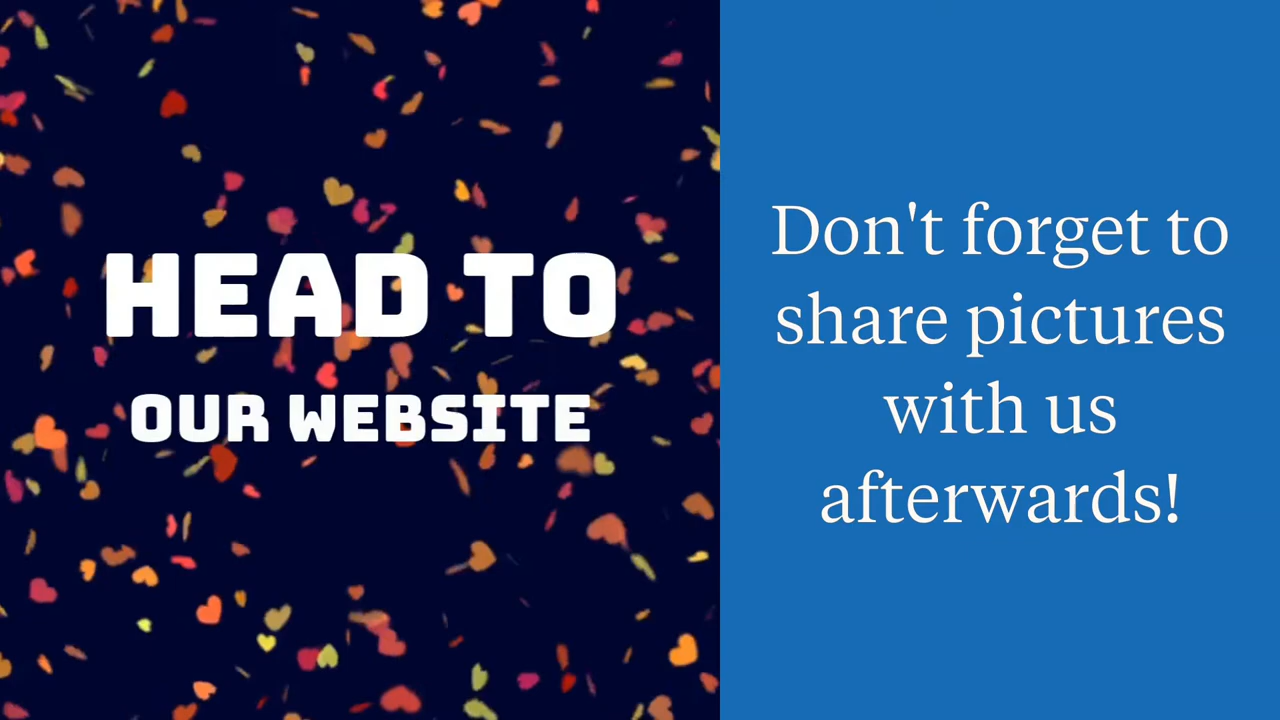 HEAD TO
OUR WEBSITE
Don't forget to
share pictures
with us
afterwards!